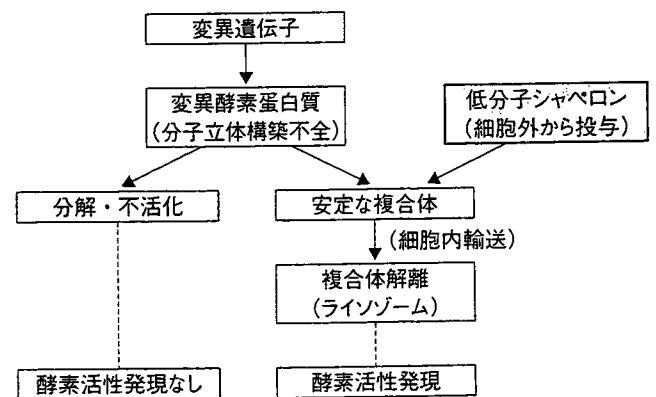 変異遺伝子
変異酵素蛋白質
(分子立体構築不全)
低分子シャペロン
(細胞外から投与)
分解・不活化
安定な複合体
(細胞内輸送)
複合体解離
(ライソゾーム)
酵素活性発現なし
酵素活性発現